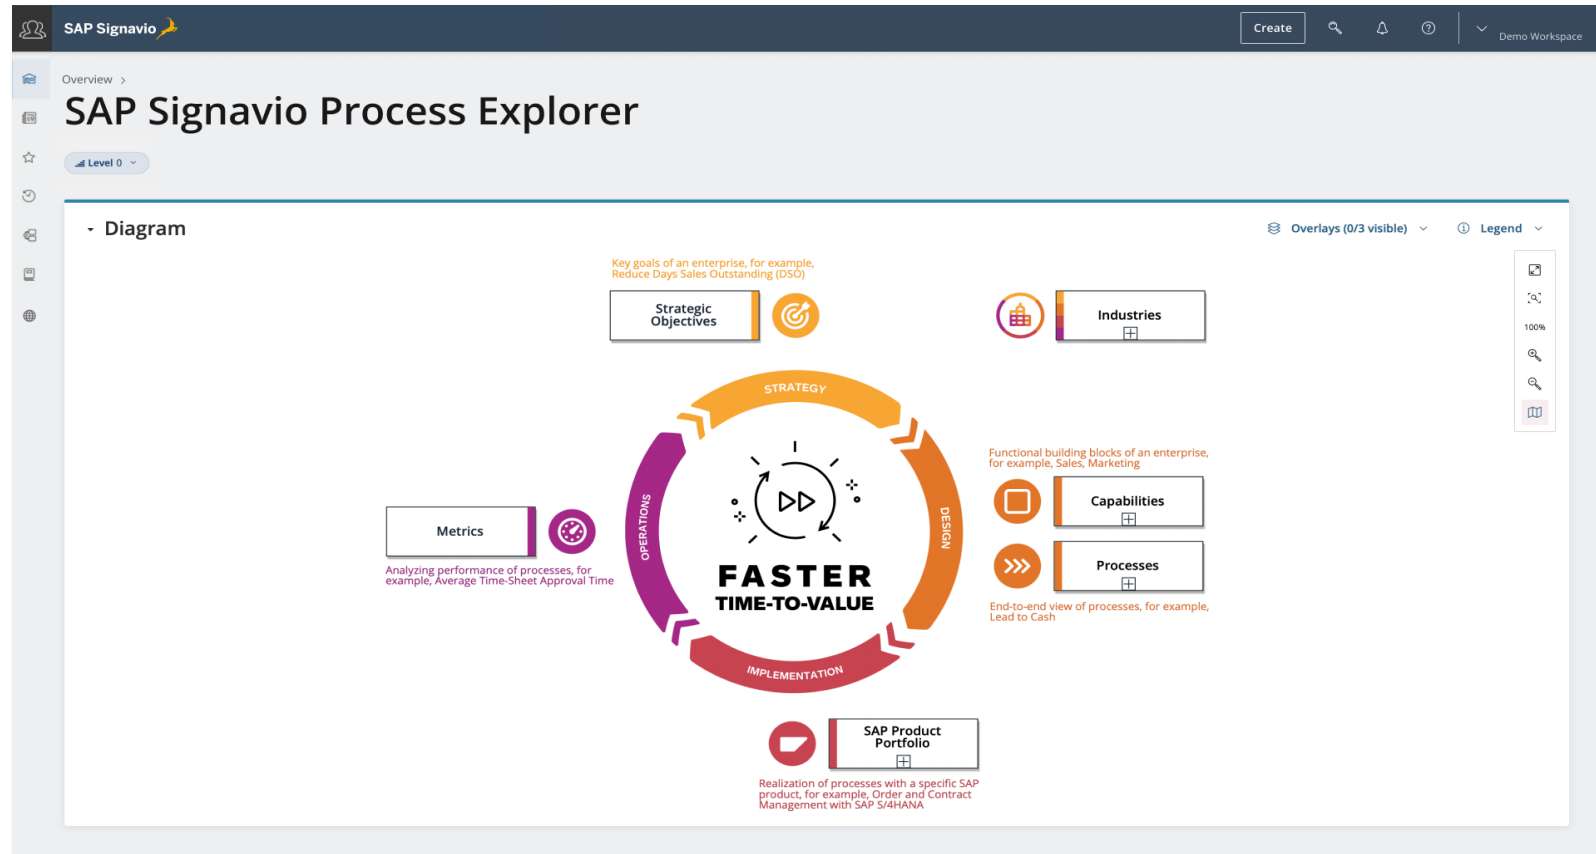 SAP Signavio
Create
Demo Workspace
Overview >
SAP Signavio Process Explorer
Level 0
Diagram
Overlays (0/3 visible)
Legend
100%
Key goals of an enterprise, for example,
Reduce Days Sales Outstanding (DSO)
Strategic
Objectives
Industries
STRATEGY
Functional building blocks of an enterprise,
for example, Sales, Marketing
Capabilities
DESIGN
OPERATIONS
Metrics
Analyzing performance of processes, for
example, Average Time-Sheet Approval Time
FASTER
TIME-TO-VALUE
Processes
End-to-end view of processes, for example,
Lead to Cash
IMPLEMENTATION
SAP Product
Portfolio
Realization of processes with a specific SAP
product, for example, Order and Contract
Management with SAP S/4HANA